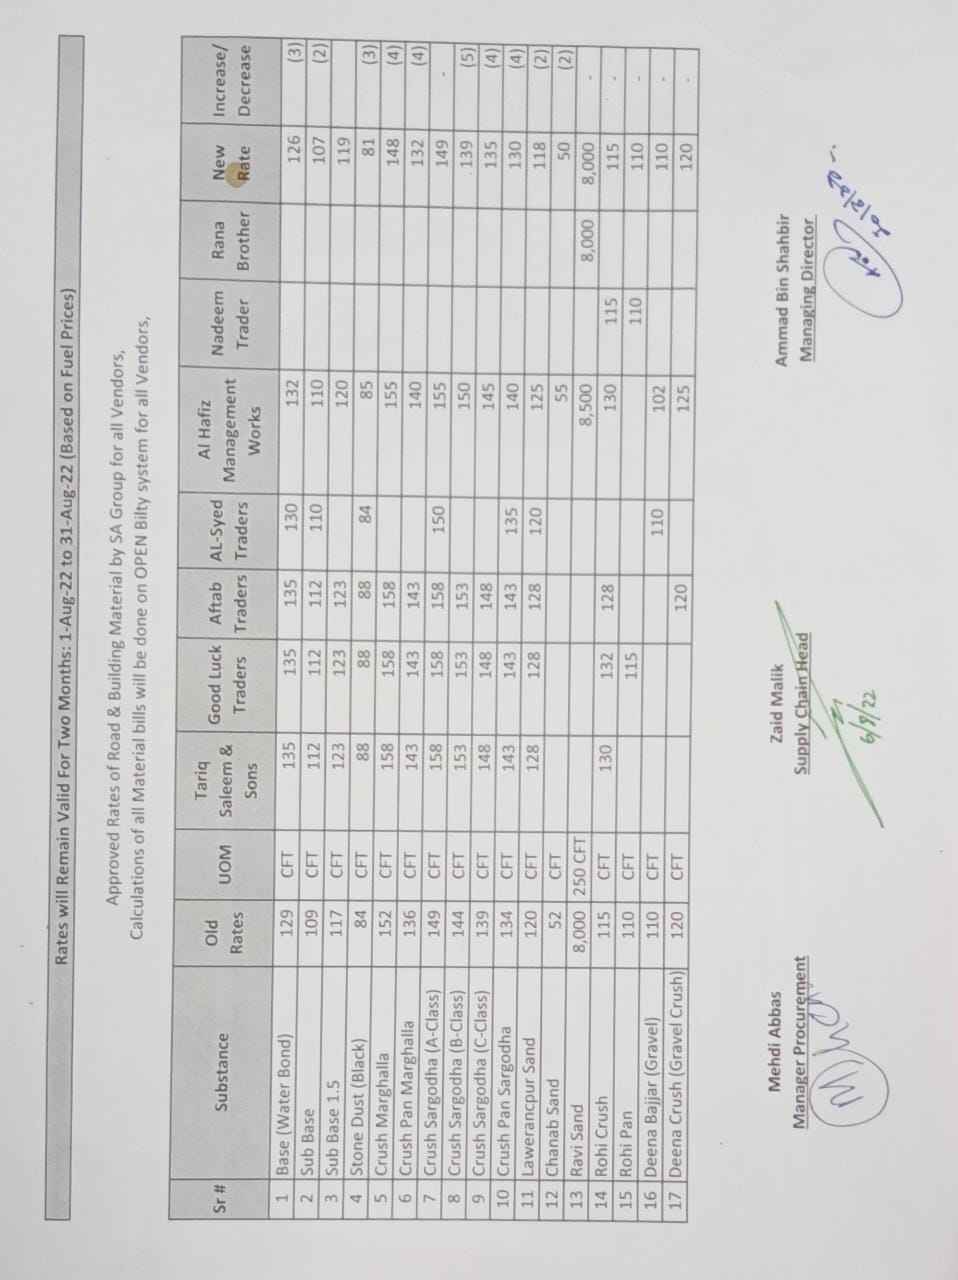 Rates will Remain Valid For Two Months: 1-Aug-22 to 31-Aug-22 (Based on Fuel Prices)
Approved Rates of Road & Building Material by SA Group for all Vendors,
Calculations of all Material bills will be done on OPEN Bilty system for all Vendors,
Sr # Substance Old Rates UOM Tariq Saleem & Sons Good Luck Traders Aftab Traders AL-Syed Traders Al Hafiz Management Works Nadeem Trader Rana Brother New Rate Increase/ Decrease
1 Base (Water Bond) 129 CFT 135 135 135 130 132 126 (3)
2 Sub Base 109 CFT 112 112 112 110 110 107 (2)
3 Sub Base 1.5 117 CFT 123 123 123 120 119
4 Stone Dust (Black) 84 CFT 88 88 88 84 85 81 (3)
5 Crush Marghalla 152 CFT 158 158 158 155 148 (4)
6 Crush Pan Marghalla 136 CFT 143 143 143 140 132 (4)
7 Crush Sargodha (A-Class) 149 CFT 158 158 158 150 155 149 -
8 Crush Sargodha (B-Class) 144 CFT 153 153 153 150 139 (5)
9 Crush Sargodha (C-Class) 139 CFT 148 148 148 145 135 (4)
10 Crush Pan Sargodha 134 CFT 143 143 143 135 140 130 (4)
11 Lawerancpur Sand 120 CFT 128 128 128 120 125 118 (2)
12 Chanab Sand 52 CFT 55 50 (2)
13 Ravi Sand 8,000 250 CFT 8,500 8,000 8,000 -
14 Rohi Crush 115 CFT 130 132 128 130 115 115 -
15 Rohi Pan 110 CFT 115 110 110 -
16 Deena Bajjar (Gravel) 110 CFT 110 102 110 -
17 Deena Crush (Gravel Crush) 120 CFT 120 125 120 -
Mehdi Abbas Zaid Malik Ammad Bin Shahbir
Manager Procurement Supply Chain Head Managing Director
6/8/22